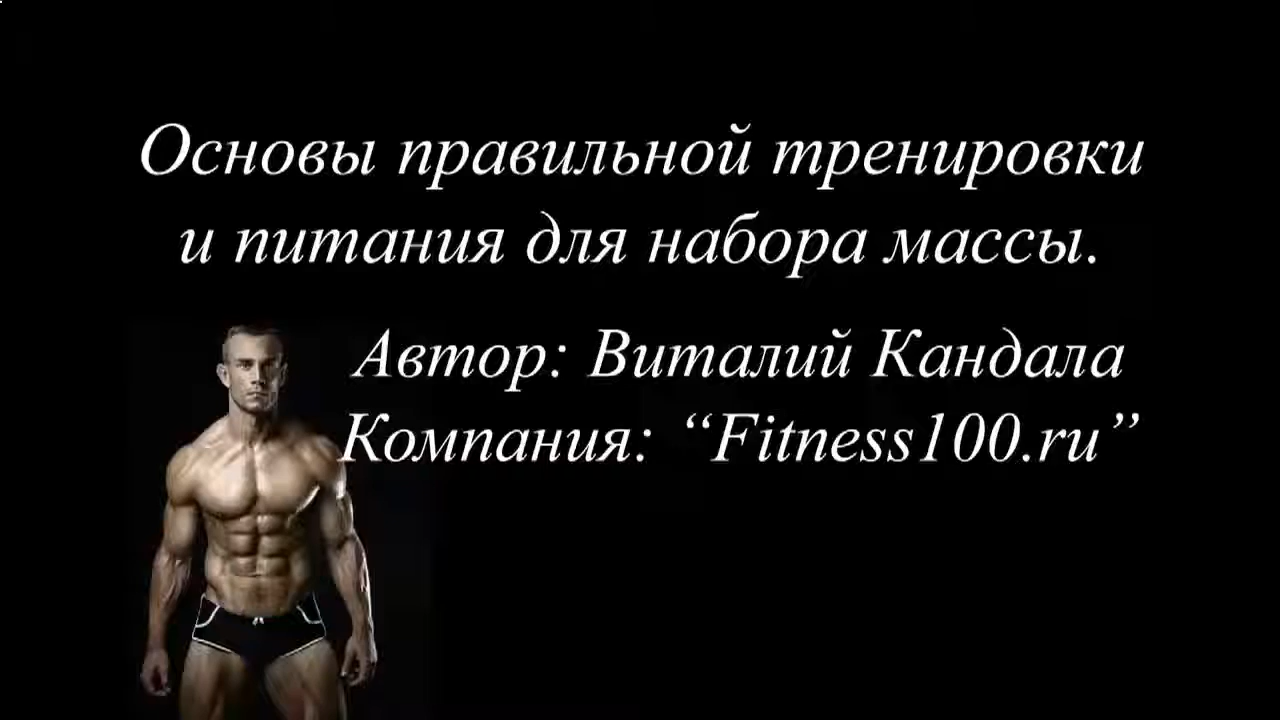 Основы правильной тренировки
и питания для набора массы.
Автор: Виталий Кандала
Компания: “Fitness100.ru”